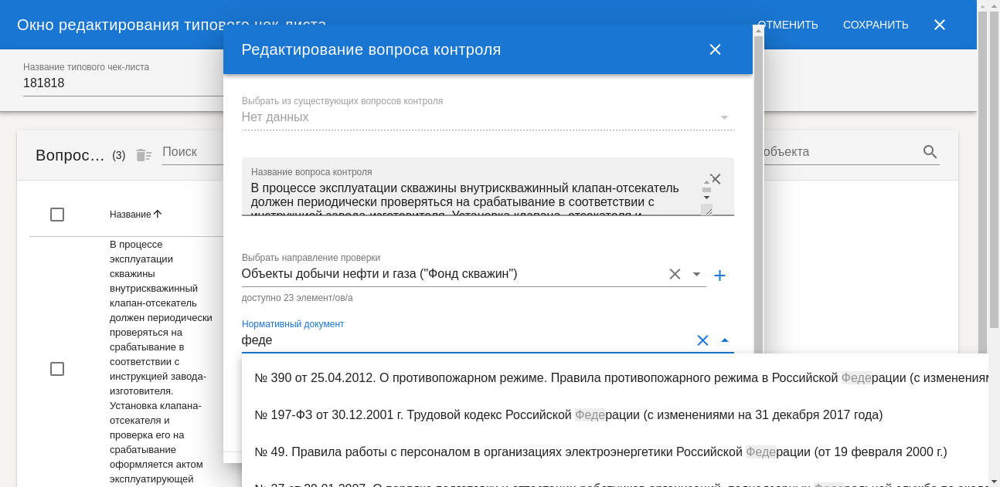 Окно редактирования типового чек-листа
ОТМЕНИТЬ
СОХРАНИТЬ
Редактирование вопроса контроля
Название типового чек-листа
181818
Выбрать из существующих вопросов контроля
Нет данных
Вопрос...
(3)
Поиск
объекта
Название вопроса контроля
В процессе эксплуатации скважины внутрискважинный клапан-отсекатель
должен периодически проверяться на срабатывание в соответствии с
инструкцией завода-изготовителя. Установка клапана- отсекателя и
Название
В процессе
эксплуатации
скважины
внутрискважинный
клапан-отсекатель
должен периодически
проверяться на
срабатывание в
соответствии с
инструкцией завода-
изготовителя.
Установка клапана-
отсекателя и
проверка его на
срабатывание
оформляется актом
эксплуатирующей
Выбрать направление проверки
Объекты добычи нефти и газа ("Фонд скважин")
доступно 23 элемент/ов/а
Нормативный документ
феде
№ 390 от 25.04.2012. О противопожарном режиме. Правила противопожарного режима в Российской Федерации (с изменениям
№ 197-ФЗ от 30.12.2001 г. Трудовой кодекс Российской Федерации (с изменениями на 31 декабря 2017 года)
№ 49. Правила работы с персоналом в организациях электроэнергетики Российской Федерации (от 19 февраля 2000 г.)
№ 37 от 29.01.2007. О порядке подготовки и аттестации работников организаций, поднадзорных Федеральной службе по эколо